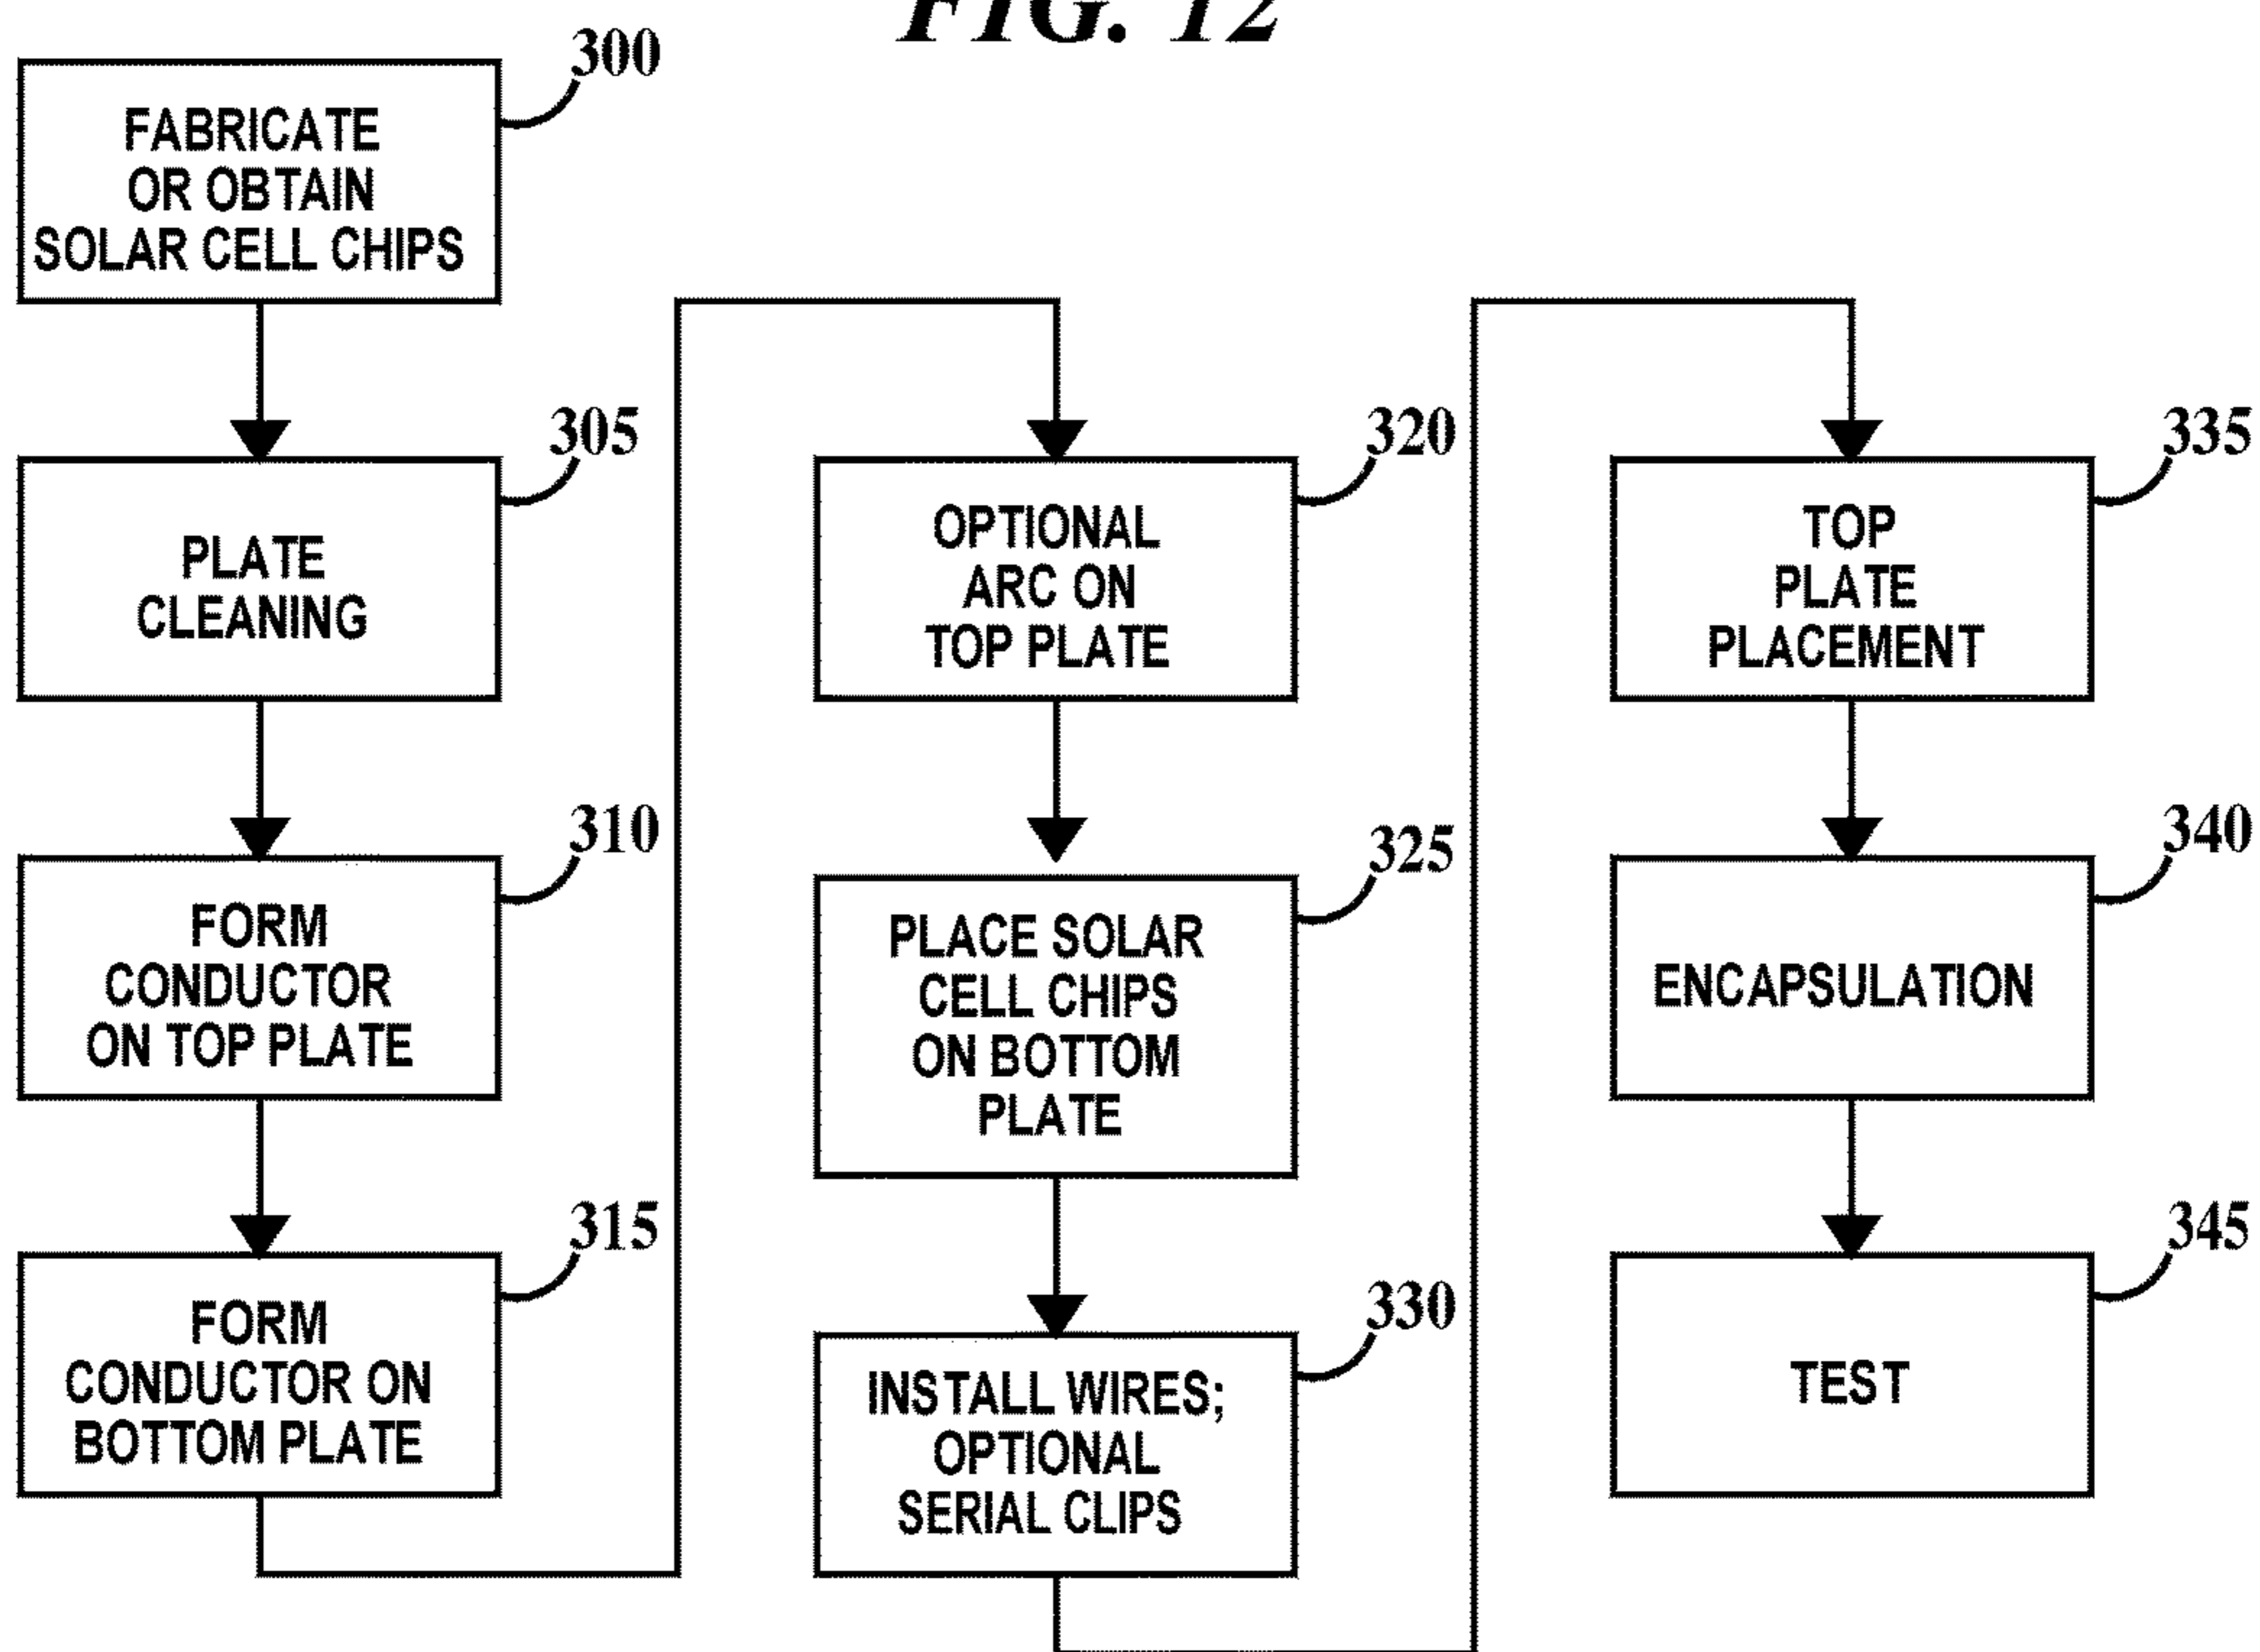 FIG. 12
300
FABRICATE
OR OBTAIN
SOLAR CELL CHIPS
305
PLATE
CLEANING
310
FORM
CONDUCTOR
ON TOP PLATE
315
FORM
CONDUCTOR ON
BOTTOM PLATE
320
OPTIONAL
ARC ON
TOP PLATE
325
PLACE SOLAR
CELL CHIPS
ON BOTTOM
PLATE
330
INSTALL WIRES;
OPTIONAL
SERIAL CLIPS
335
TOP
PLATE
PLACEMENT
340
ENCAPSULATION
345
TEST